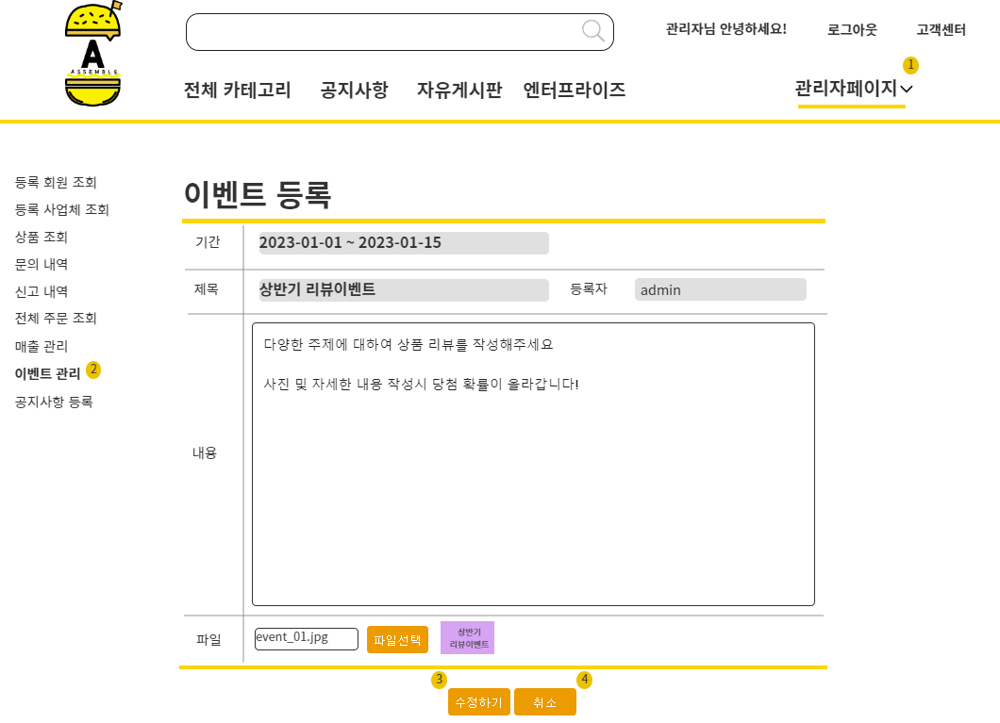 A
ASSEMBLE
관리자님 안녕하세요!
로그아웃
고객센터
전체 카테고리
공지사항
자유게시판
엔터프라이즈
1
관리자페이지
등록 회원 조회
등록 사업체 조회
상품 조회
문의 내역
신고 내역
전체 주문 조회
매출 관리
이벤트 관리 2
공지사항 등록
이벤트 등록
기간
2023-01-01 ~ 2023-01-15
제목
상반기 리뷰이벤트
등록자
admin
내용
다양한 주제에 대하여 상품 리뷰를 작성해주세요
사진 및 자세한 내용 작성시 당첨 확률이 올라갑니다!
파일
event_01.jpg
파일선택
상반기
리뷰이벤트
3
수정하기
4
취소